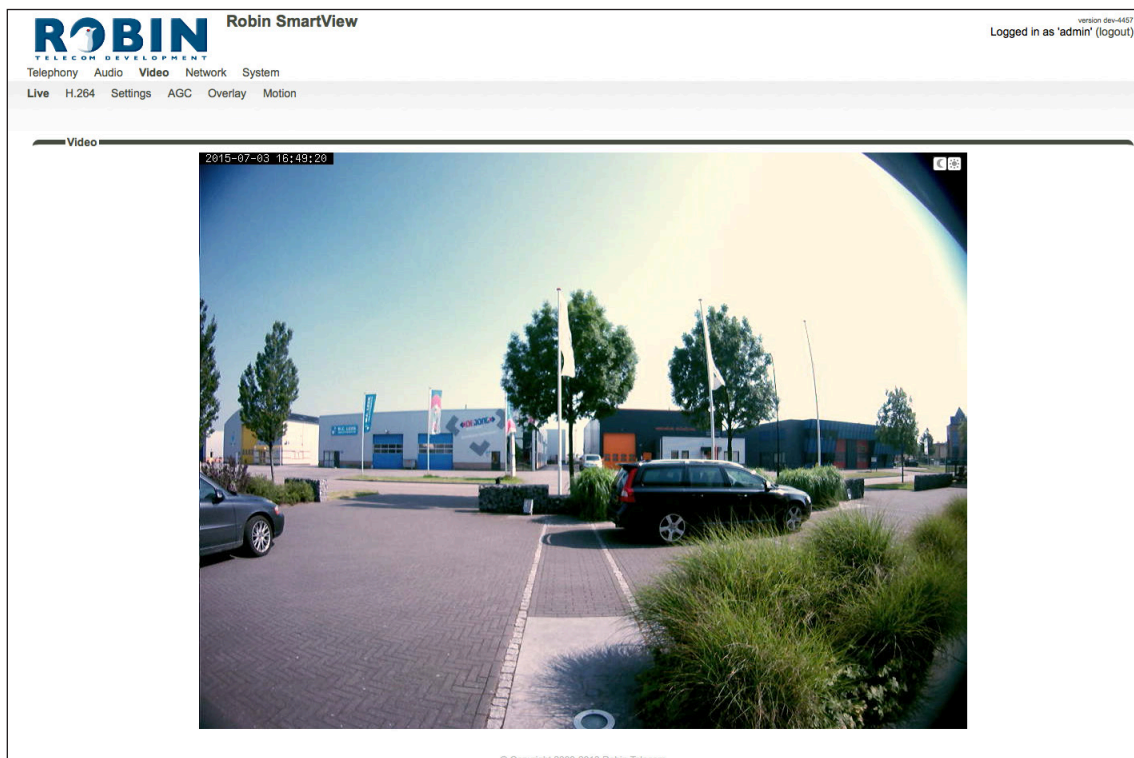 ROBIN
TELECOM DEVELOPMENT
Robin SmartView
version dev-4457
Logged in as 'admin' (logout)
Telephony Audio Video Network System
Live H.264 Settings AGC Overlay Motion
Video
2015-07-03 16:49:20